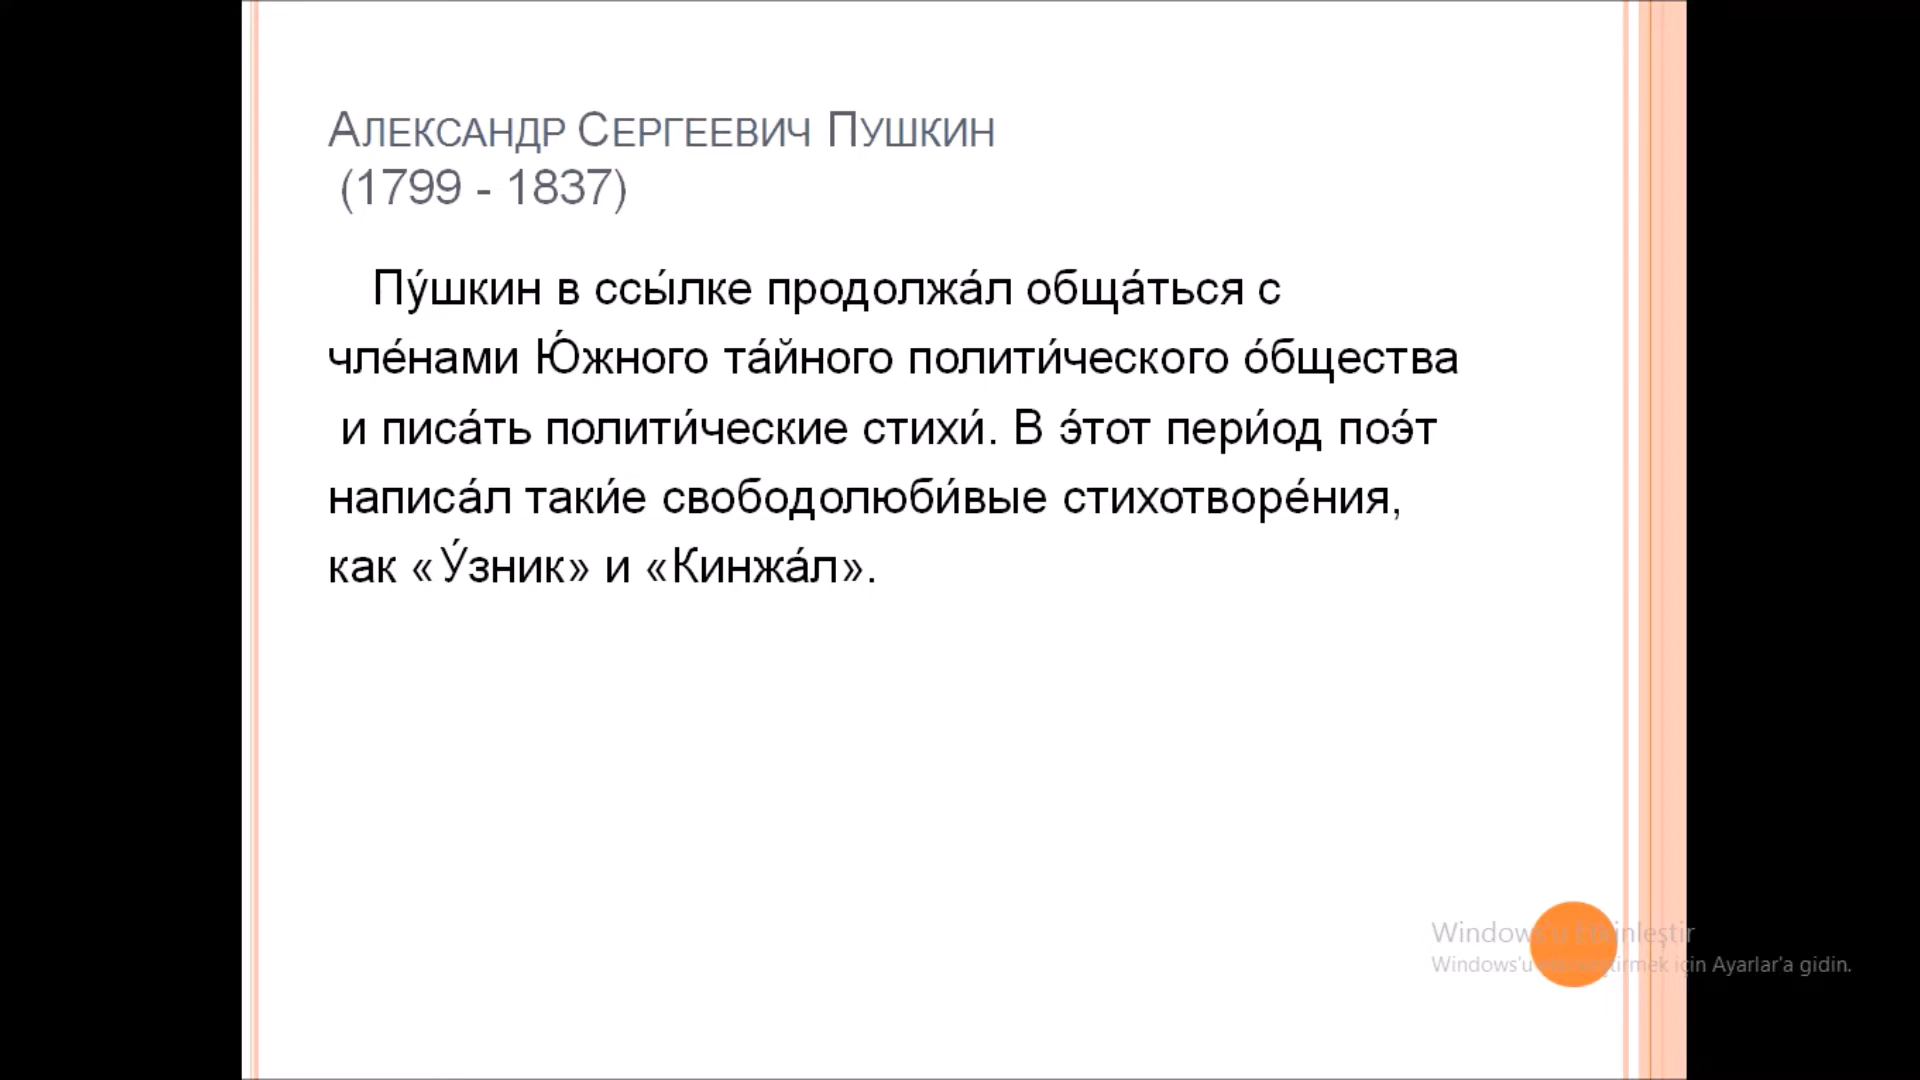 Александр Сергеевич Пушкин
(1799 - 1837)
Пу́шкин в ссы́лке продолжа́л обща́ться с
чле́нами Ю́жного та́йного полити́ческого о́бщества
и писа́ть полити́ческие стихи́. В э́тот пери́од поэ́т
написа́л таки́е свободолюби́вые стихотворе́ния,
как «У́зник» и «Кинжа́л».
Windows'u Etkinleştir
Windows'u etkinleştirmek için Ayarlar'a gidin.